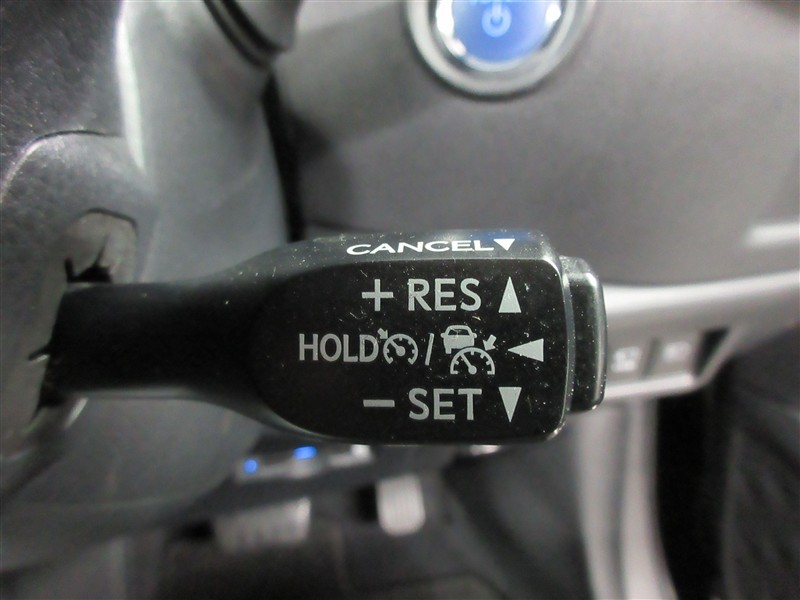 CANCEL▼
+ RES ▲
HOLD / ◀
− SET ▼